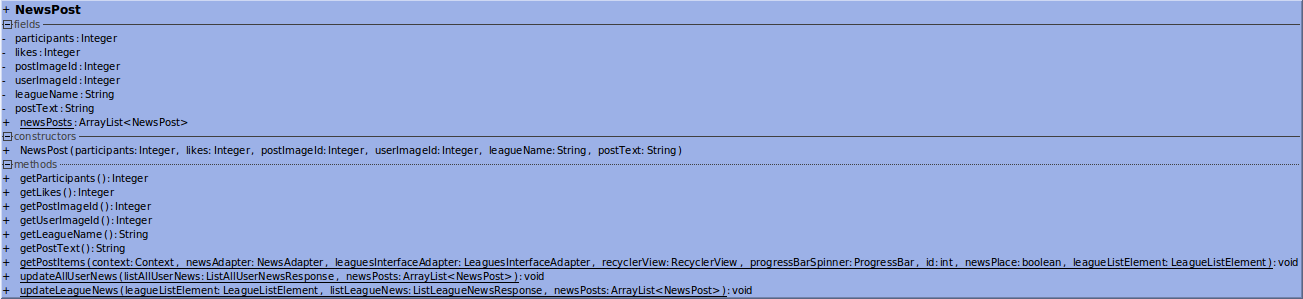 + NewsPost
fields
- participants:Integer
- likes:Integer
- postImageId:Integer
- userImageId:Integer
- leagueName:String
- postText:String
+ newsPosts:ArrayList<NewsPost>
constructors
+ NewsPost(participants:Integer, likes:Integer, postImageId:Integer, userImageId:Integer, leagueName:String, postText:String)
methods
+ getParticipants():Integer
+ getLikes():Integer
+ getPostImageId():Integer
+ getUserImageId():Integer
+ getLeagueName():String
+ getPostText():String
+ getPostItems(context:Context, newsAdapter:NewsAdapter, leaguesInterfaceAdapter:LeaguesInterfaceAdapter, recyclerView:RecyclerView, progressBarSpinner:ProgressBar, id:int, newsPlace:boolean, leagueListElement:LeagueListElement):void
+ updateAllUserNews(listAllUserNews:ListAllUserNewsResponse, newsPosts:ArrayList<NewsPost>):void
+ updateLeagueNews(leagueListElement:LeagueListElement, listLeagueNews:ListLeagueNewsResponse, newsPosts:ArrayList<NewsPost>):void